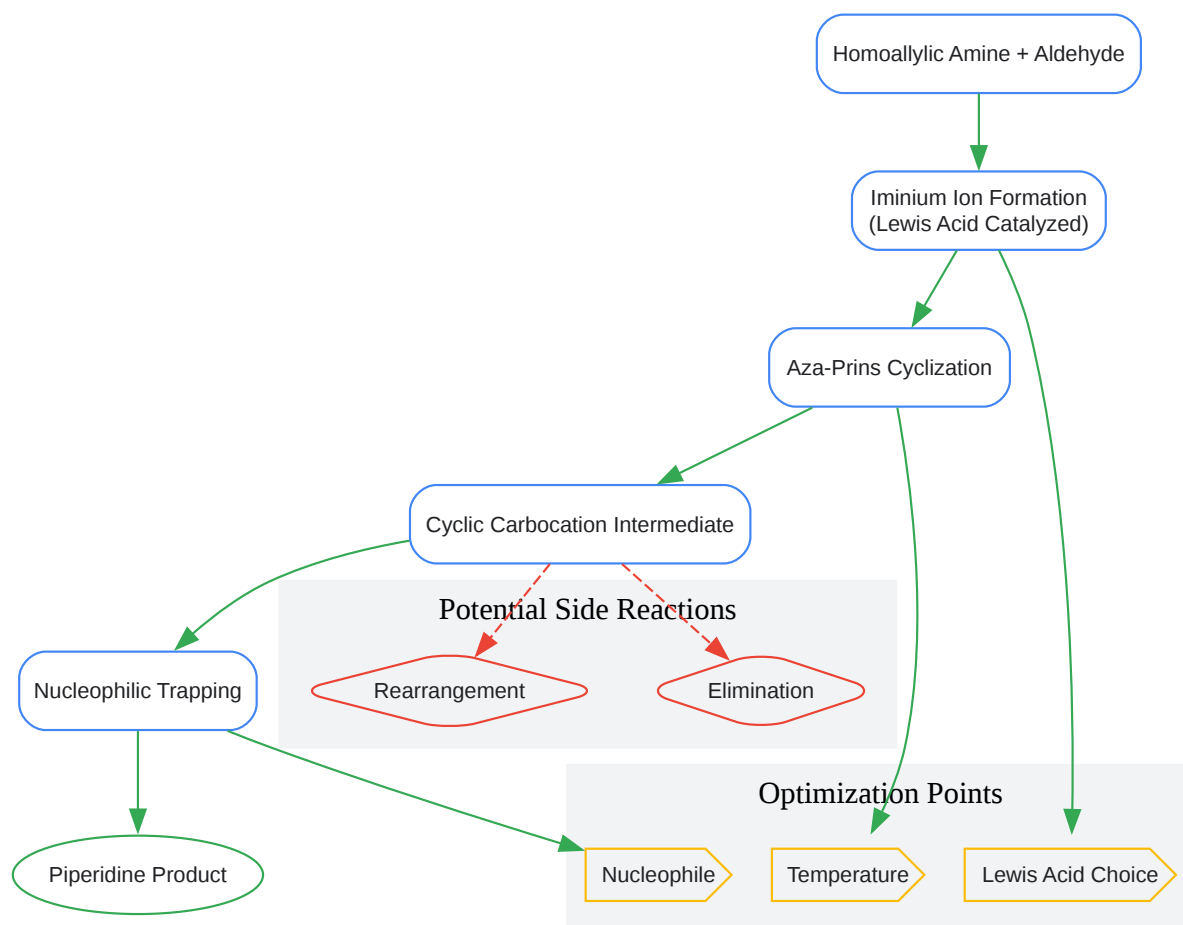 Homoallylic Amine + Aldehyde
Iminium Ion Formation
(Lewis Acid Catalyzed)
Aza-Prins Cyclization
Cyclic Carbocation Intermediate
Potential Side Reactions
Nucleophilic Trapping
Rearrangement
Elimination
Optimization Points
Piperidine Product
Nucleophile
Temperature
Lewis Acid Choice